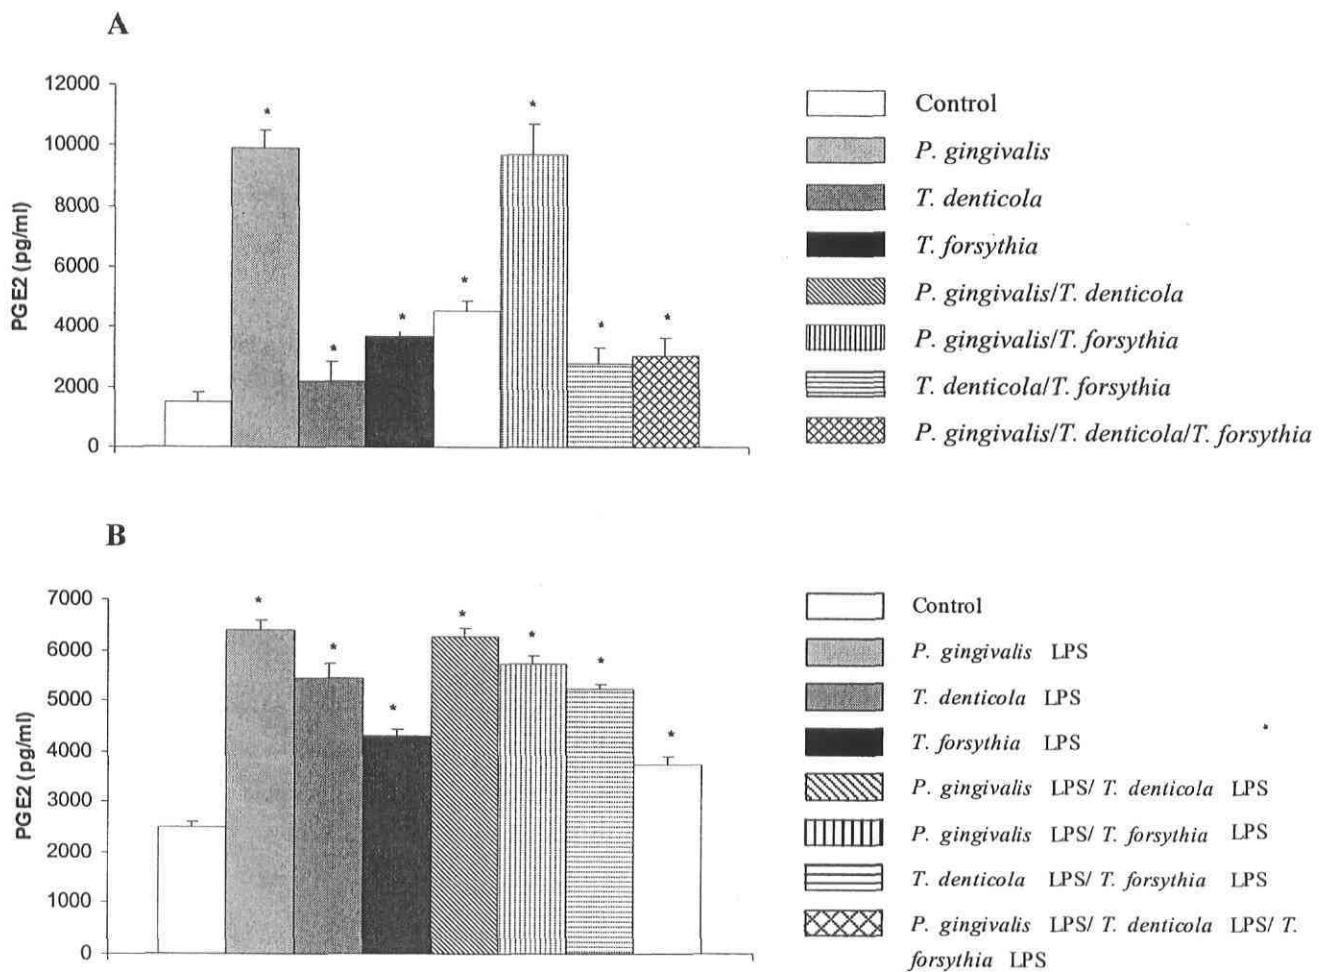 A
12000
10000
8000
6000
4000
2000
0
PGE2 (pg/ml)
*
*
*
*
*
*
*
Control
P. gingivalis
T. denticola
T. forsythia
P. gingivalis/T. denticola
P. gingivalis/T. forsythia
T. denticola/T. forsythia
P. gingivalis/T. denticola/T. forsythia
B
7000
6000
5000
4000
3000
2000
1000
0
PGE2 (pg/ml)
*
*
*
*
*
*
*
Control
P. gingivalis LPS
T. denticola LPS
T. forsythia LPS
P. gingivalis LPS/ T. denticola LPS
P. gingivalis LPS/ T. forsythia LPS
T. denticola LPS/ T. forsythia LPS
P. gingivalis LPS/ T. denticola LPS/ T.
forsythia LPS